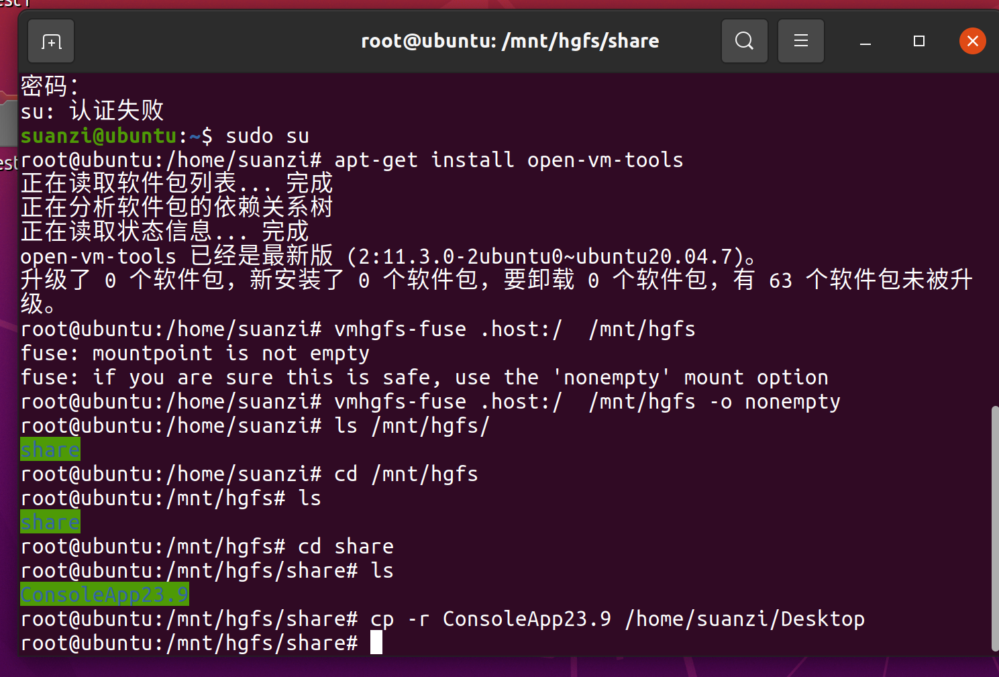 root@ubuntu: /mnt/hgfs/share
密码：
su: 认证失败
suanzi@ubuntu:~$ sudo su
root@ubuntu:/home/suanzi# apt-get install open-vm-tools
正在读取软件包列表... 完成
正在分析软件包的依赖关系树
正在读取状态信息... 完成
open-vm-tools 已经是最新版 (2:11.3.0-2ubuntu0~ubuntu20.04.7)。
升级了 0 个软件包，新安装了 0 个软件包，要卸载 0 个软件包，有 63 个软件包未被升
级。
root@ubuntu:/home/suanzi# vmhgfs-fuse .host:/  /mnt/hgfs
fuse: mountpoint is not empty
fuse: if you are sure this is safe, use the 'nonempty' mount option
root@ubuntu:/home/suanzi# vmhgfs-fuse .host:/  /mnt/hgfs -o nonempty
root@ubuntu:/home/suanzi# ls /mnt/hgfs/
share
root@ubuntu:/home/suanzi# cd /mnt/hgfs
root@ubuntu:/mnt/hgfs# ls
share
root@ubuntu:/mnt/hgfs# cd share
root@ubuntu:/mnt/hgfs/share# ls
ConsoleApp23.9
root@ubuntu:/mnt/hgfs/share# cp -r ConsoleApp23.9 /home/suanzi/Desktop
root@ubuntu:/mnt/hgfs/share#